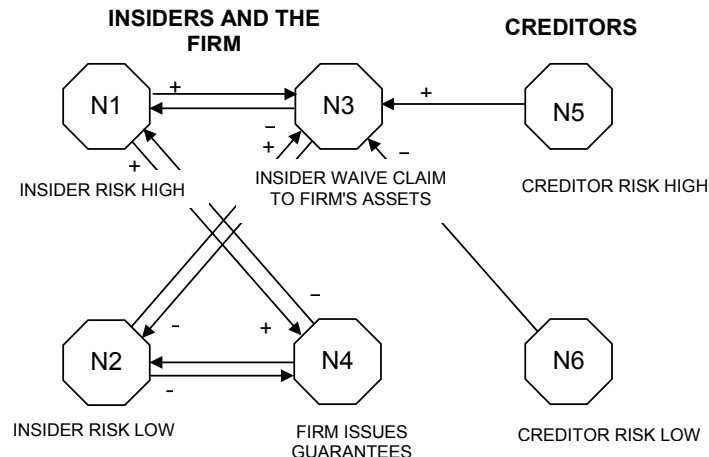 INSIDERS AND THE
FIRM
CREDITORS
N1
+
–
+
N3
+
N5
+
–
INSIDER RISK HIGH
INSIDER WAIVE CLAIM
TO FIRM'S ASSETS
CREDITOR RISK HIGH
–
N2
-
+
N4
-
N6
INSIDER RISK LOW
FIRM ISSUES
GUARANTEES
CREDITOR RISK LOW